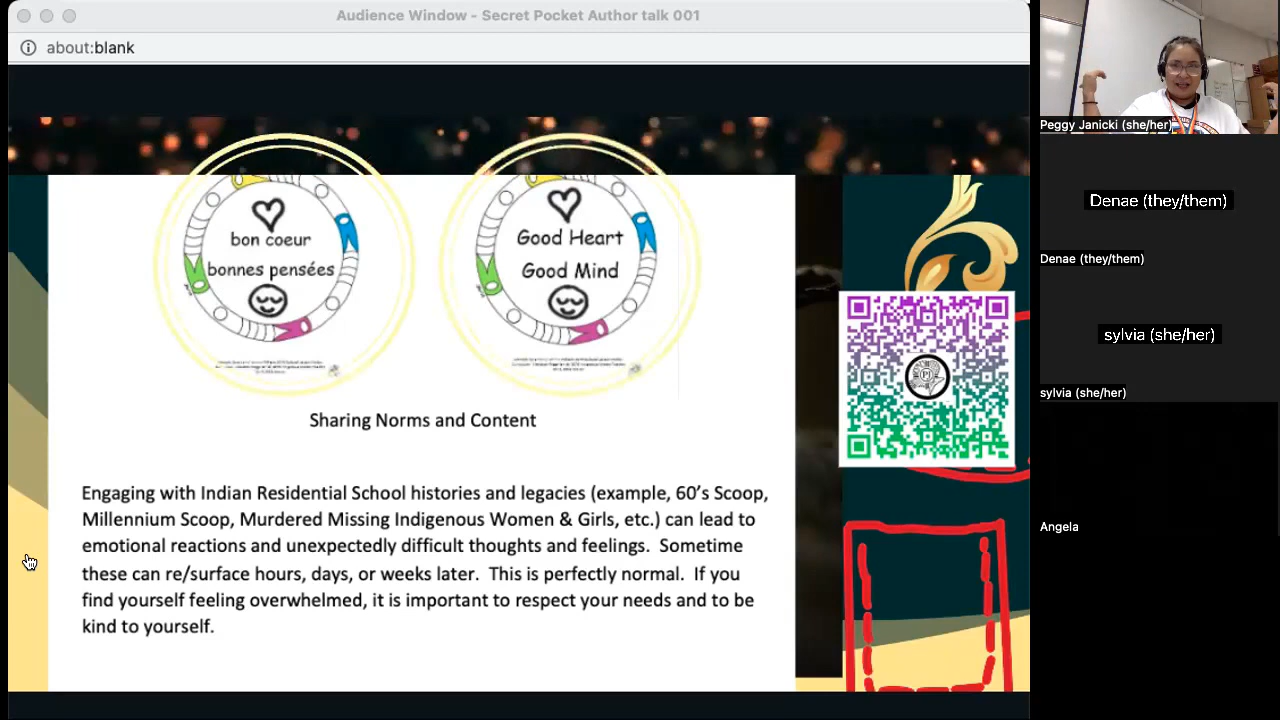 Audience Window - Secret Pocket Author talk 001
about:blank
bon coeur
bonnes pensées
Good Heart
Good Mind
Sharing Norms and Content
Engaging with Indian Residential School histories and legacies (example, 60's Scoop,
Millennium Scoop, Murdered Missing Indigenous Women & Girls, etc.) can lead to
emotional reactions and unexpectedly difficult thoughts and feelings. Sometime
these can re/surface hours, days, or weeks later. This is perfectly normal. If you
find yourself feeling overwhelmed, it is important to respect your needs and to be
kind to yourself.
Peggy Janicki (she/her)
Denae (they/them)
Denae (they/them)
sylvia (she/her)
sylvia (she/her)
Angela